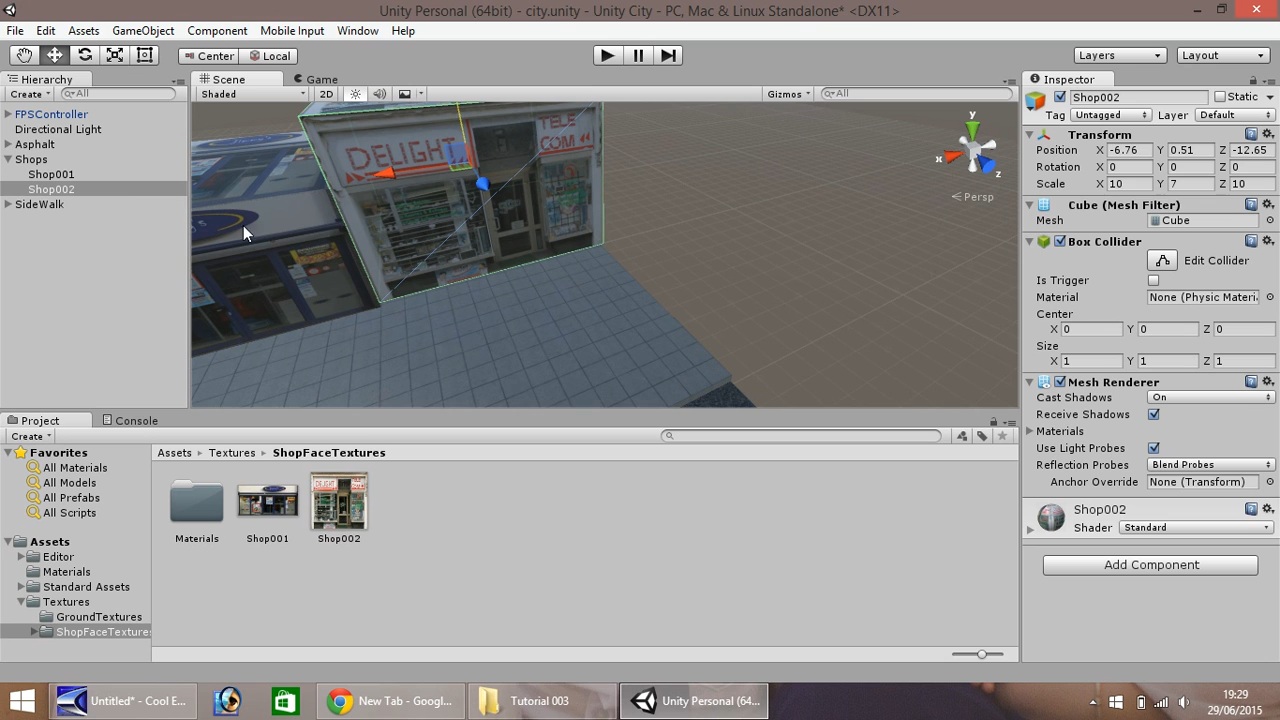 Unity Personal (64bit) - city.unity - Unity City - PC, Mac & Linux Standalone* <DX11>
File Edit Assets GameObject Component Mobile Input Window Help
Center Local Layers Layout
Hierarchy Scene Game Inspector
Create All Shaded 2D Gizmos All
Shop002 Static
Tag Untagged Layer Default
FPSController
Directional Light
Asphalt
Shops
Shop001
Shop002
SideWalk
DELIGHT
TELE
COM
y
x
z
Persp
Transform
Position X -6.76 Y 0.51 Z -12.65
Rotation X 0 Y 0 Z 0
Scale X 10 Y 7 Z 10
Cube (Mesh Filter)
Mesh Cube
Box Collider
Edit Collider
Is Trigger
Material None (Physic Materi
Center
X 0 Y 0 Z 0
Size
X 1 Y 1 Z 1
Mesh Renderer
Cast Shadows On
Receive Shadows
Materials
Use Light Probes
Reflection Probes Blend Probes
Anchor Override None (Transform)
Shop002
Shader Standard
Add Component
Project Console
Create
Favorites
All Materials
All Models
All Prefabs
All Scripts
Assets
Editor
Materials
Standard Assets
Textures
GroundTextures
ShopFaceTextures
Assets Textures ShopFaceTextures
Materials Shop001 Shop002
Untitled* - Cool E... New Tab - Googl... Tutorial 003 Unity Personal (64...
19:29
29/06/2015